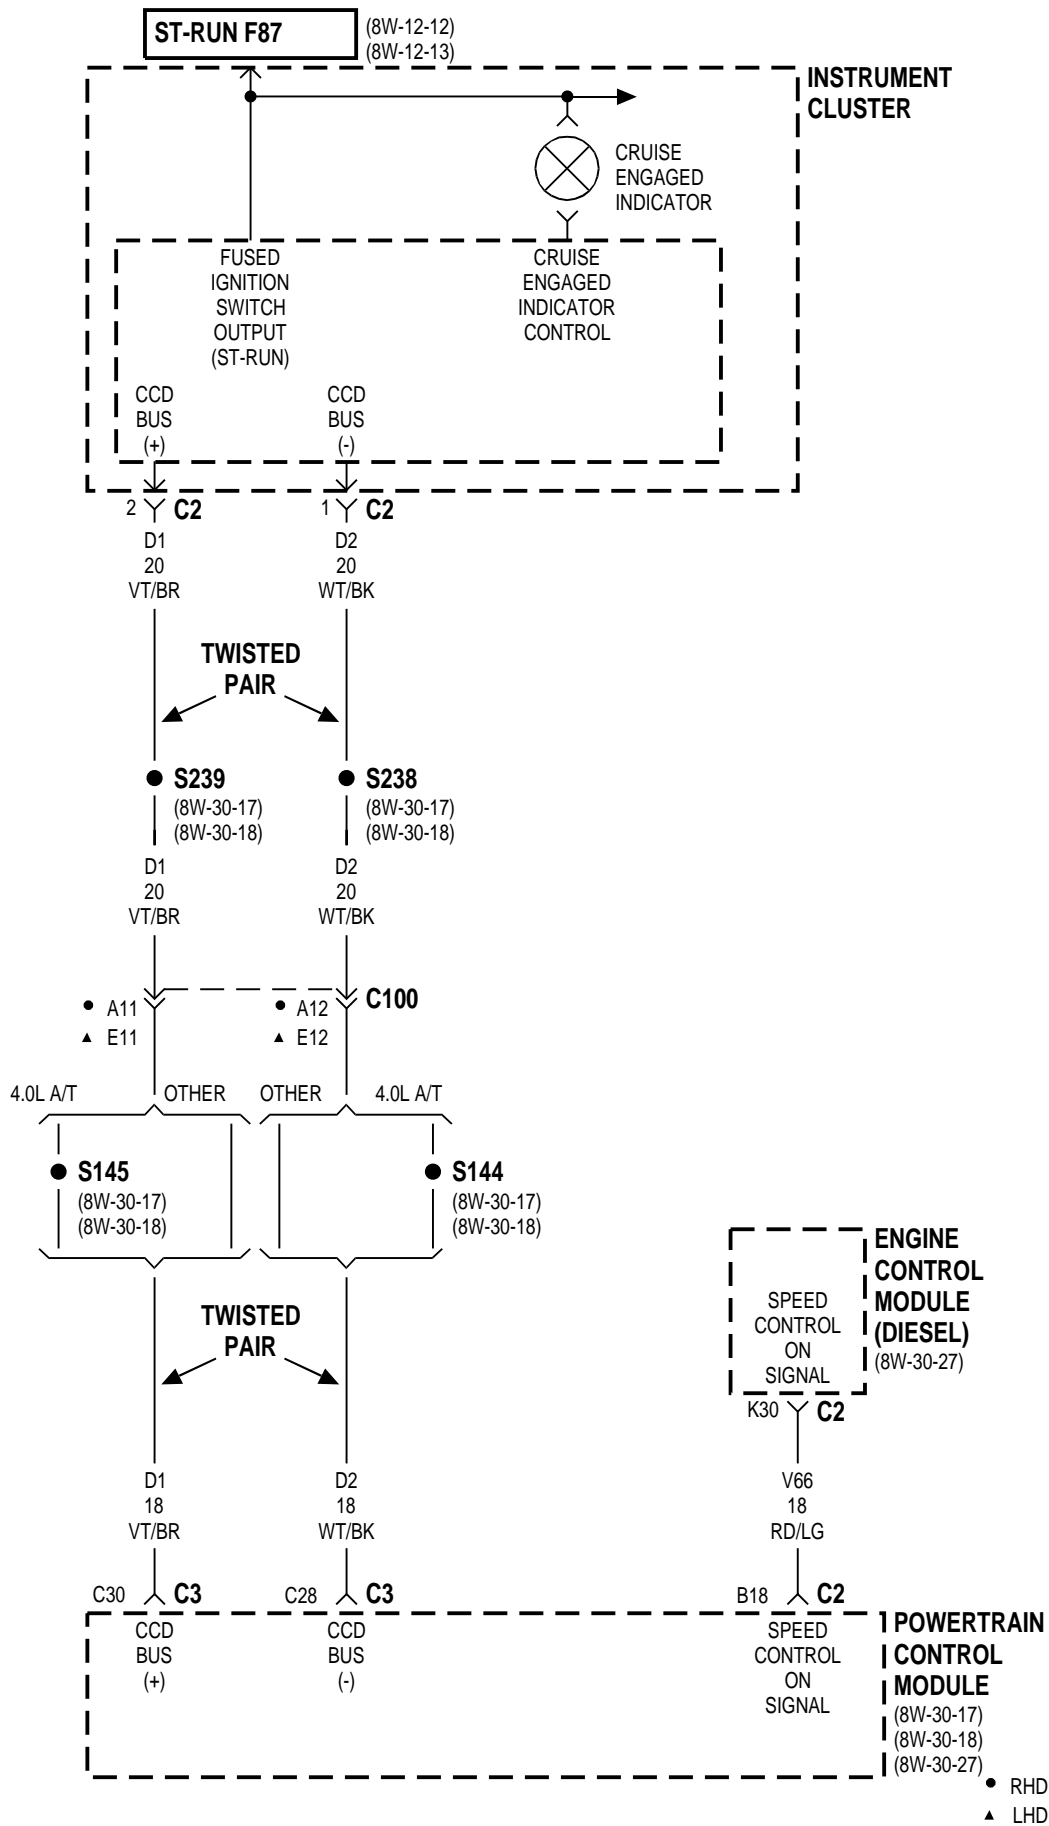 ST-RUN F87
(8W-12-12)
(8W-12-13)
INSTRUMENT
CLUSTER
CRUISE
ENGAGED
INDICATOR
FUSED
IGNITION
SWITCH
OUTPUT
(ST-RUN)
CRUISE
ENGAGED
INDICATOR
CONTROL
CCD
BUS
(+)
CCD
BUS
(-)
2 C2
1 C2
D1
20
VT/BR
D2
20
WT/BK
TWISTED
PAIR
S239
(8W-30-17)
(8W-30-18)
S238
(8W-30-17)
(8W-30-18)
D1
20
VT/BR
D2
20
WT/BK
C100
● A11
▲ E11
● A12
▲ E12
4.0L A/T OTHER
OTHER 4.0L A/T
S145
(8W-30-17)
(8W-30-18)
S144
(8W-30-17)
(8W-30-18)
TWISTED
PAIR
ENGINE
CONTROL
MODULE
(DIESEL)
(8W-30-27)
SPEED
CONTROL
ON
SIGNAL
K30 C2
D1
18
VT/BR
D2
18
WT/BK
V66
18
RD/LG
C30 C3
C28 C3
B18 C2
CCD
BUS
(+)
CCD
BUS
(-)
SPEED
CONTROL
ON
SIGNAL
POWERTRAIN
CONTROL
MODULE
(8W-30-17)
(8W-30-18)
(8W-30-27)
● RHD
▲ LHD